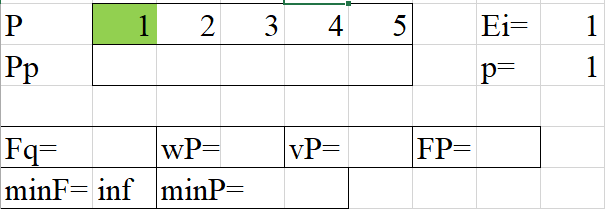 P 1 2 3 4 5 Ei= 1
Pp p= 1
Fq= wP= vP= FP=
minF= inf minP=